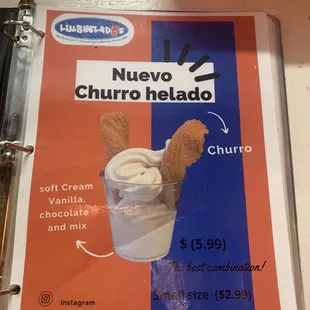 LIMBHELADOS
Nuevo
Churro helado
Churro
soft Cream
Vanilla,
chocolate
and mix
$ (5.99)
The best combination!
Small size ($2.99)
Instagram